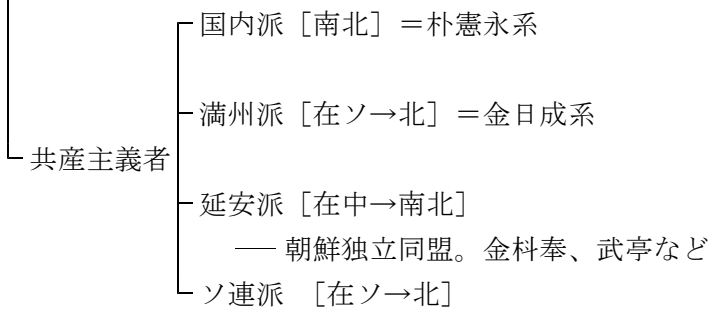 国内派［南北］＝朴憲永系
満州派［在ソ→北］＝金日成系
共産主義者
延安派［在中→南北］
── 朝鮮独立同盟。金枓奉、武亭など
ソ連派　［在ソ→北］